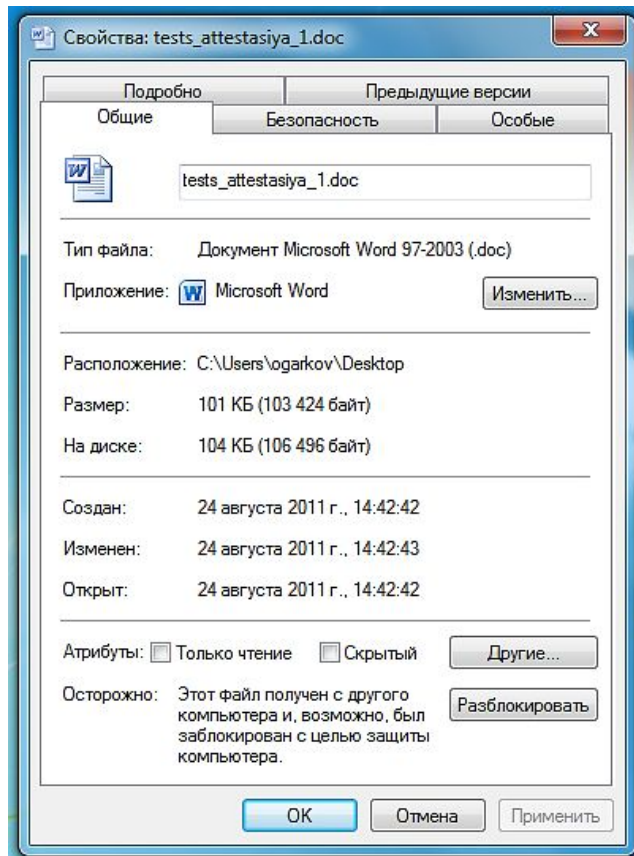 Свойства: tests_attestasiya_1.doc
Подробно
Предыдущие версии
Общие
Безопасность
Особые
tests_attestasiya_1.doc
Тип файла: Документ Microsoft Word 97-2003 (.doc)
Приложение: Microsoft Word
Изменить...
Расположение: C:\Users\ogarkov\Desktop
Размер: 101 КБ (103 424 байт)
На диске: 104 КБ (106 496 байт)
Создан: 24 августа 2011 г., 14:42:42
Изменен: 24 августа 2011 г., 14:42:43
Открыт: 24 августа 2011 г., 14:42:42
Атрибуты: Только чтение Скрытый Другие...
Осторожно: Этот файл получен с другого
компьютера и, возможно, был
заблокирован с целью защиты
компьютера.
Разблокировать
OK Отмена Применить